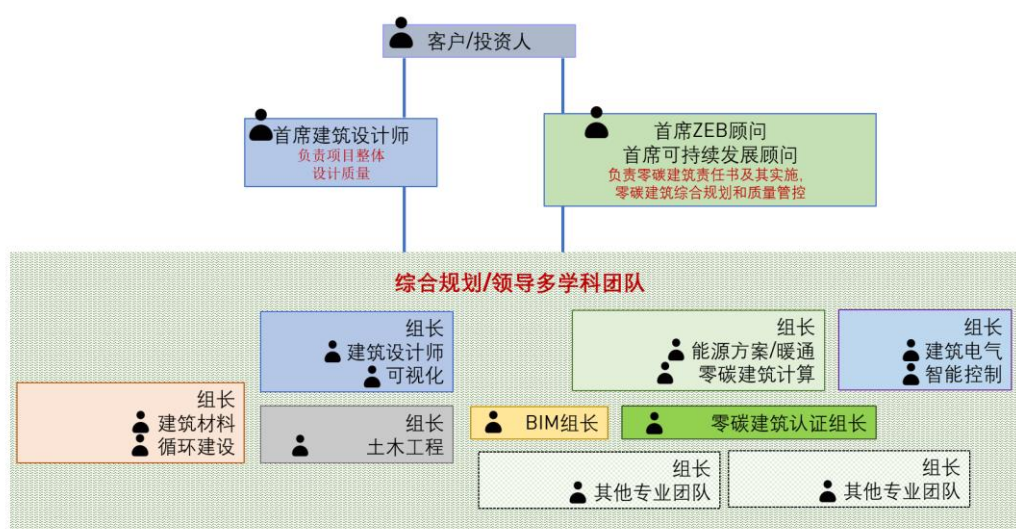 客户/投资人
首席建筑设计师
负责项目整体
设计质量
首席ZEB顾问
首席可持续发展顾问
负责零碳建筑责任书及其实施，
零碳建筑综合规划和质量管控
综合规划/领导多学科团队
组长
建筑设计师
可视化
组长
能源方案/暖通
零碳建筑计算
组长
建筑电气
智能控制
组长
建筑材料
循环建设
组长
土木工程
BIM组长
零碳建筑认证组长
组长
其他专业团队
组长
其他专业团队